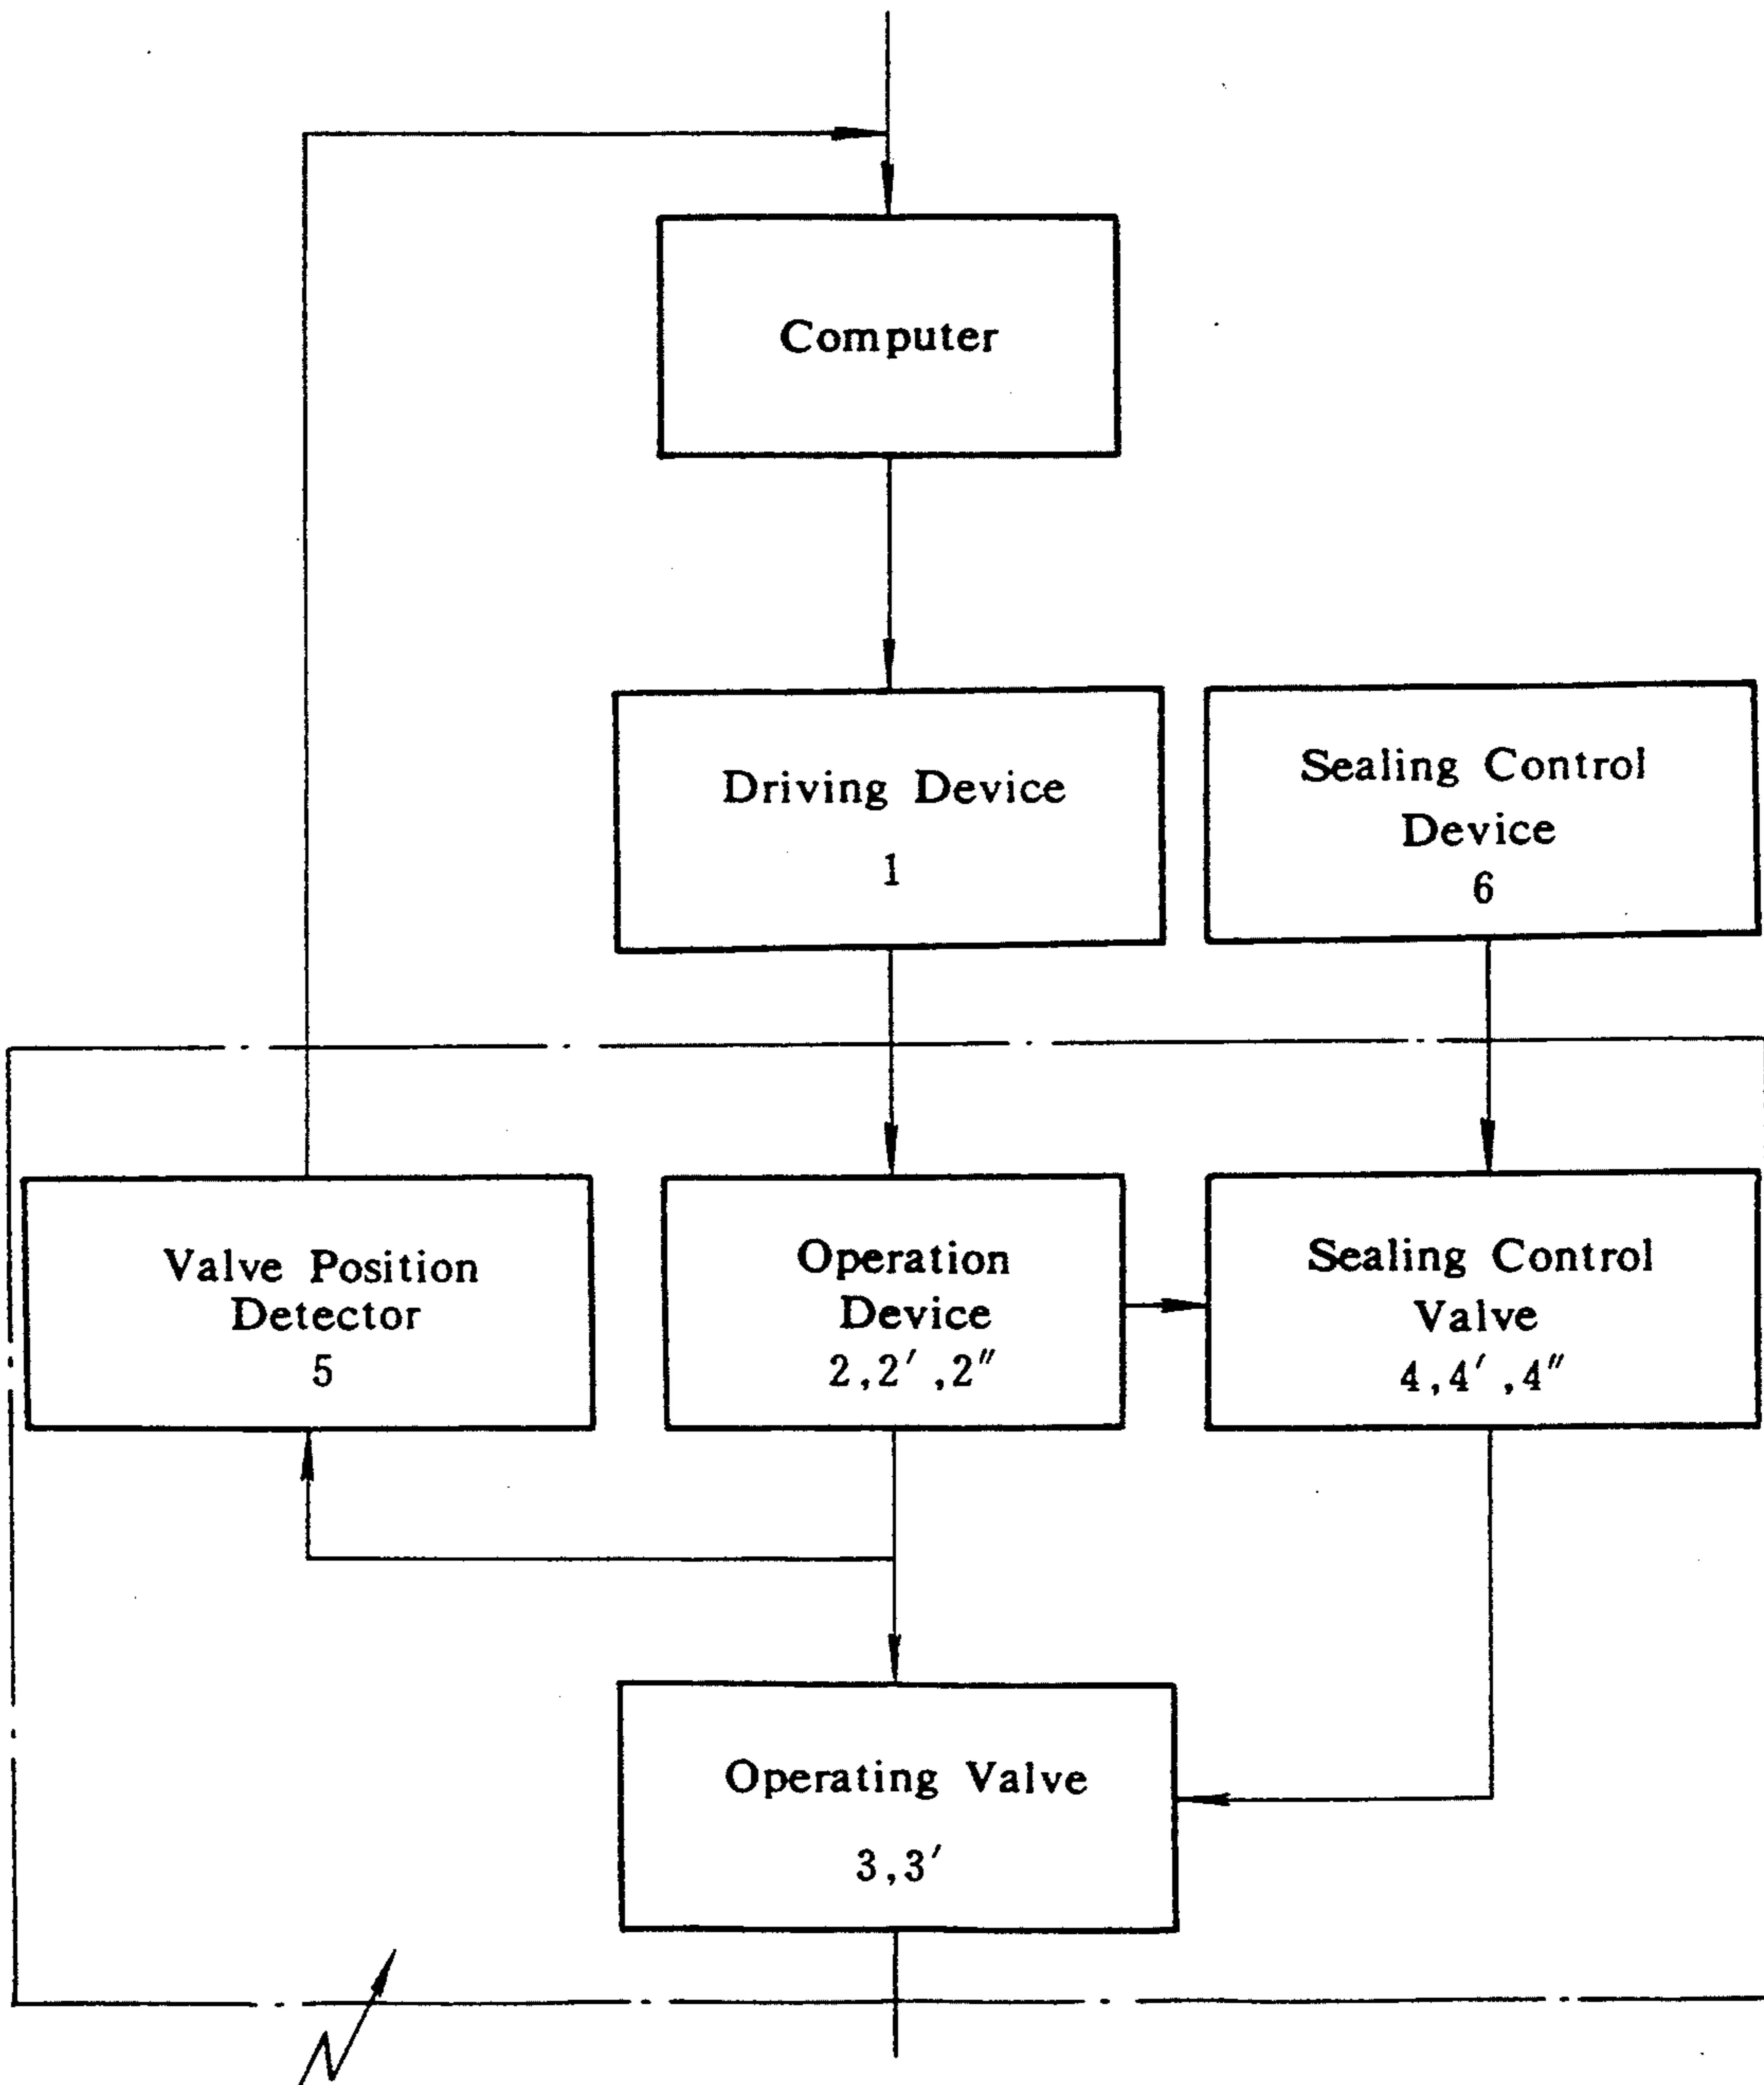 Computer
Driving Device
1
Sealing Control
Device
6
Valve Position
Detector
5
Operation
Device
2,2′,2″
Sealing Control
Valve
4,4′,4″
Operating Valve
3,3′